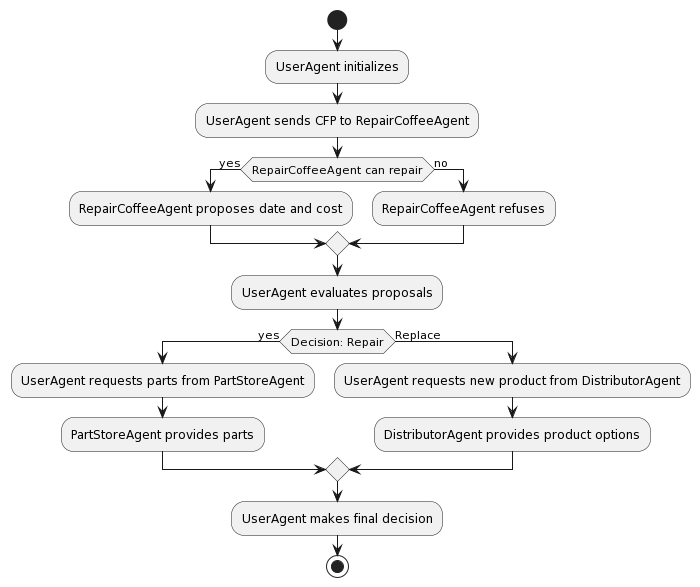 UserAgent initializes
UserAgent sends CFP to RepairCoffeeAgent
yes
RepairCoffeeAgent can repair
no
RepairCoffeeAgent proposes date and cost
RepairCoffeeAgent refuses
UserAgent evaluates proposals
yes
Decision: Repair
Replace
UserAgent requests parts from PartStoreAgent
UserAgent requests new product from DistributorAgent
PartStoreAgent provides parts
DistributorAgent provides product options
UserAgent makes final decision